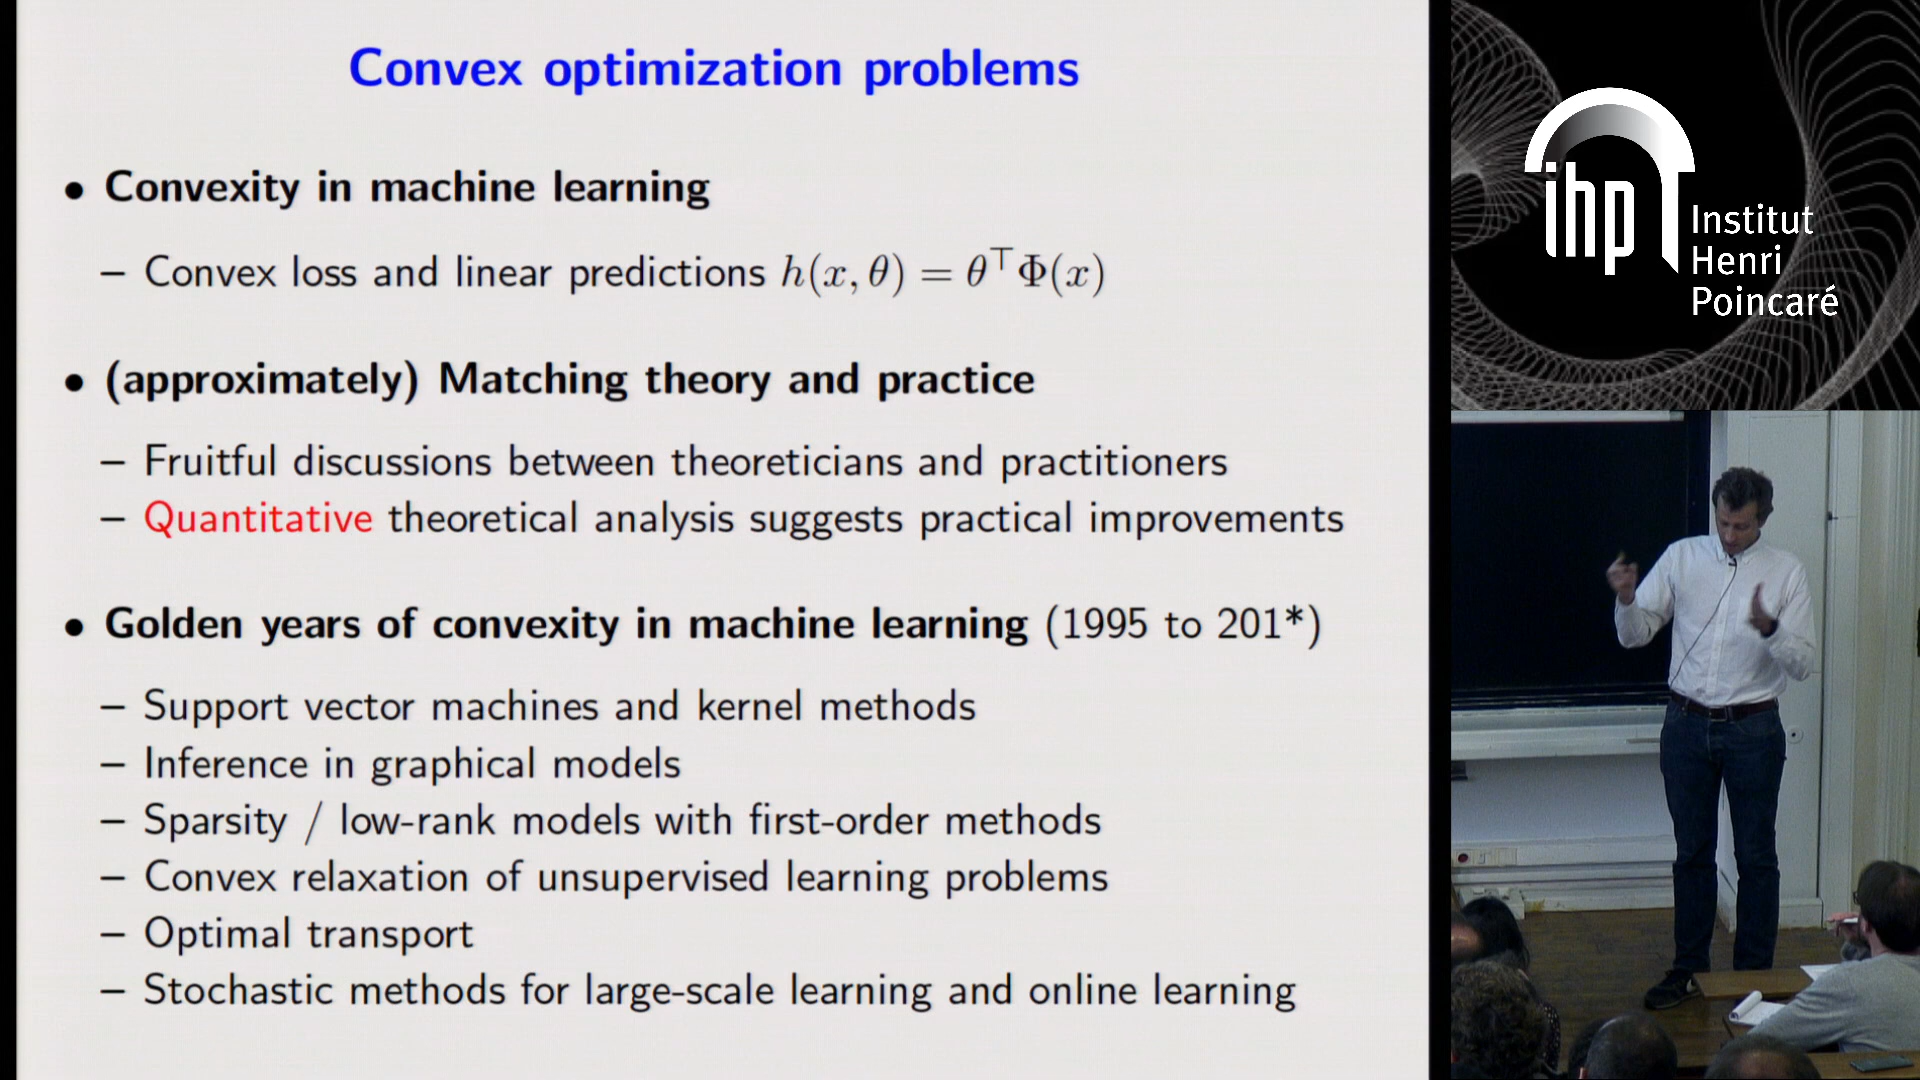 Convex optimization problems
• Convexity in machine learning
– Convex loss and linear predictions h(x, θ) = θ⊤Φ(x)
• (approximately) Matching theory and practice
– Fruitful discussions between theoreticians and practitioners
– Quantitative theoretical analysis suggests practical improvements
• Golden years of convexity in machine learning (1995 to 201*)
– Support vector machines and kernel methods
– Inference in graphical models
– Sparsity / low-rank models with first-order methods
– Convex relaxation of unsupervised learning problems
– Optimal transport
– Stochastic methods for large-scale learning and online learning
ihp
Institut
Henri
Poincaré